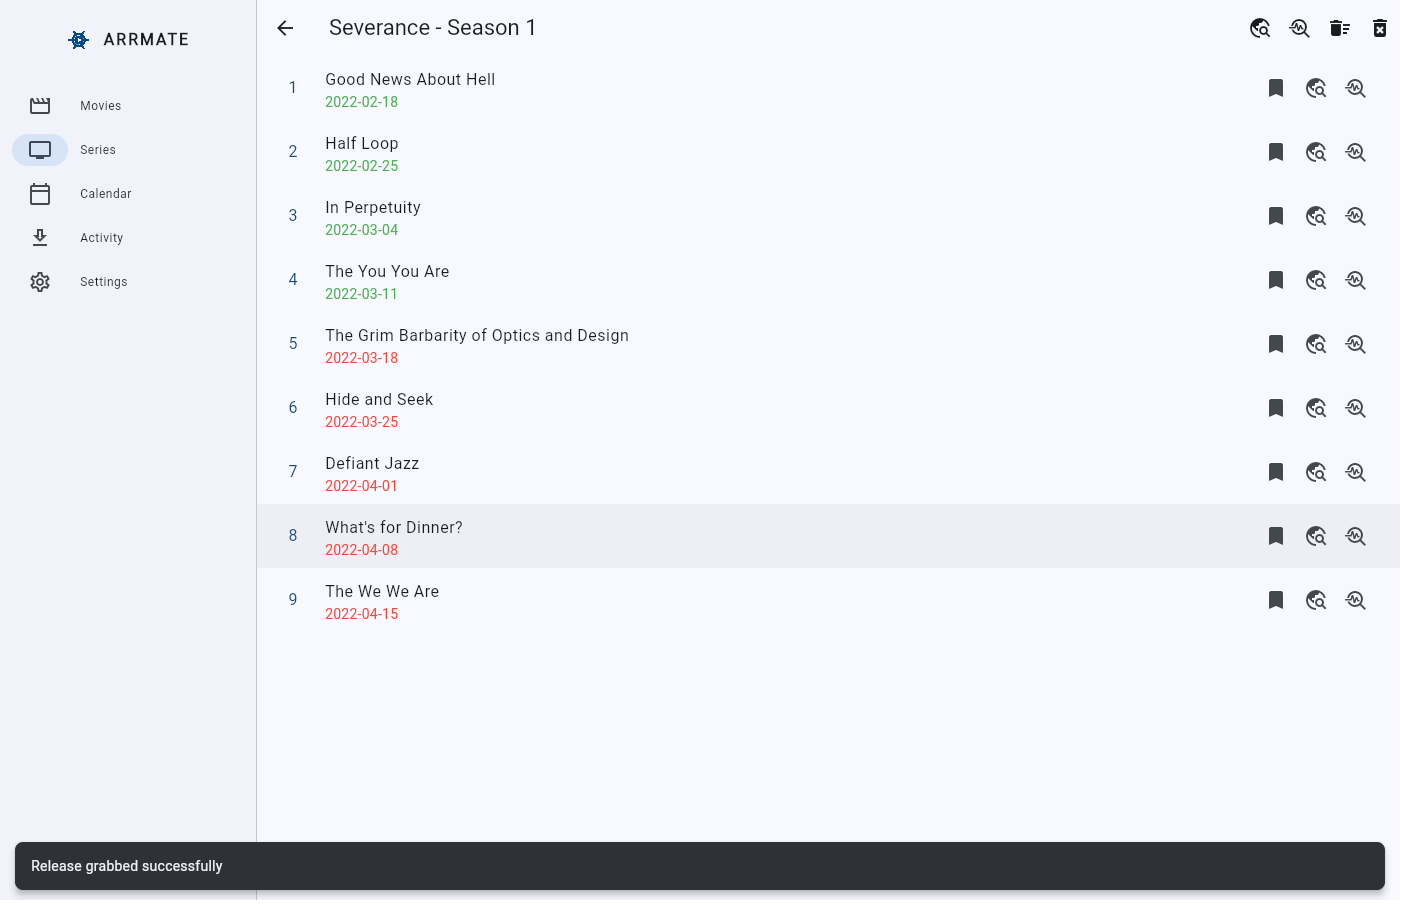 ARRMATE
Movies
Series
Calendar
Activity
Settings
Severance - Season 1
1
Good News About Hell
2022-02-18
2
Half Loop
2022-02-25
3
In Perpetuity
2022-03-04
4
The You You Are
2022-03-11
5
The Grim Barbarity of Optics and Design
2022-03-18
6
Hide and Seek
2022-03-25
7
Defiant Jazz
2022-04-01
8
What's for Dinner?
2022-04-08
9
The We We Are
2022-04-15
Release grabbed successfully